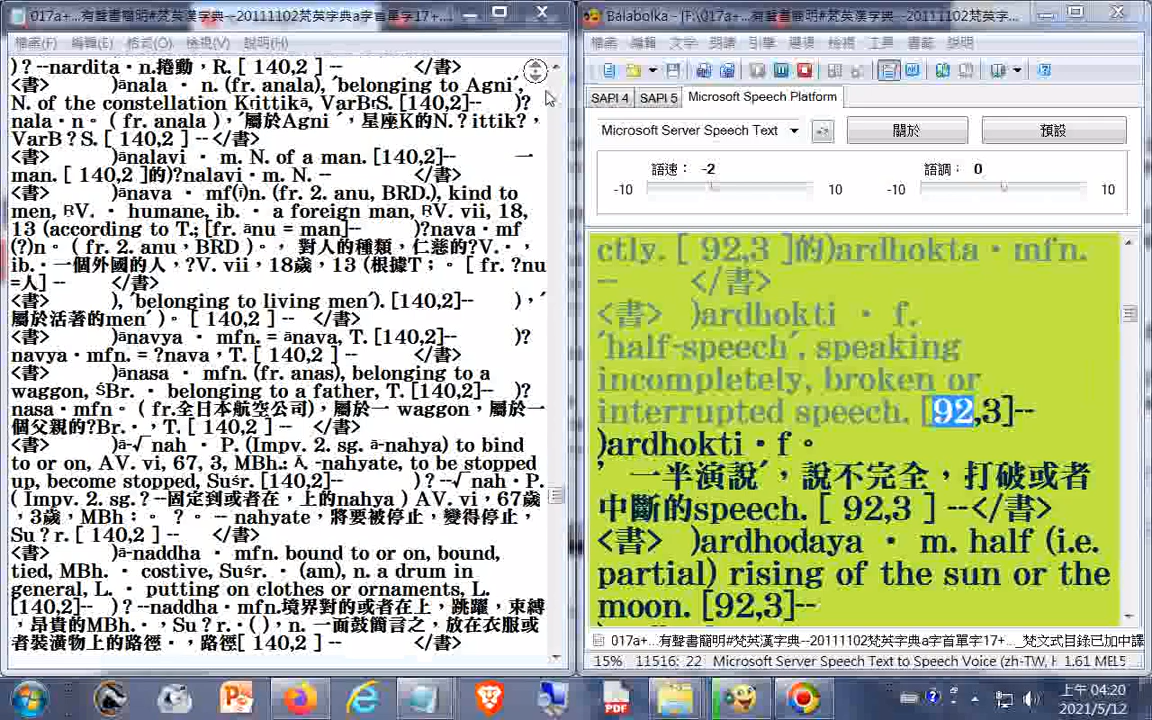 017a+...有聲書簡明#梵英漢字典--20111102梵英字典a字首單字17+...
檔案(F) 編輯(E) 格式(O) 檢視(V) 說明(H)
)? --nardita‧n.捲動，R. [ 140,2 ] -- </書>
<書> )ānala ‧ n. (fr. anala), ´belonging to Agni´,
N. of the constellation Kṛittikā, VarBṛS. [140,2]-- )?
nala‧n。 ( fr. anala )，´屬於Agni ´，星座K的N. ? ittik?，
VarB ? S. [ 140,2 ] -- </書>
<書> )ānalavi ‧ m. N. of a man. [140,2]-- 一
man. [ 140,2 ]的)?nalavi‧m. N. -- </書>
<書> )ānava ‧ mf(ī)n. (fr. 2. anu, BRD.), kind to
men, ṚV. ‧ humane, ib. ‧ a foreign man, ṚV. vii, 18,
13 (according to T.; [fr. ānu = man]-- )?nava‧mf
(?)n。 ( fr. 2. anu，BRD )。，對人的種類，仁慈的?V.‧，
ib.‧一個外國的人，?V. vii，18歲，13 (根據T；。 [ fr. ?nu
=人] -- </書>
<書> ), ´belonging to living men´). [140,2]-- )，´
屬於活著的men´ )。 [ 140,2 ] -- </書>
<書> )ānavya ‧ mfn. = ānava, T. [140,2]-- )?
navya‧mfn. = ?nava，T. [ 140,2 ] -- </書>
<書> )ānasa ‧ mfn. (fr. anas), belonging to a
waggon, ŚBr. ‧ belonging to a father, T. [140,2]-- )?
nasa‧mfn。 ( fr.全日本航空公司)，屬於一 waggon，屬於一
個父親的?Br.‧，T. [ 140,2 ] -- </書>
<書> )ā-√nah ‧ P. (Impv. 2. sg. ā-nahya) to bind
to or on, AV. vi, 67, 3, MBh.: Ā. -nahyate, to be stopped
up, become stopped, Suśr. [140,2]-- )? --√nah‧P.
( Impv. 2. sg.? --固定到或者在，上的nahya ) AV. vi，67歲
，3歲，MBh：。 ? 。 -- nahyate，將要被停止，變得停止，
Su ? r. [ 140,2 ] -- </書>
<書> )ā-naddha ‧ mfn. bound to or on, bound,
tied, MBh. ‧ costive, Suśr. ‧ (am), n. a drum in
general, L. ‧ putting on clothes or ornaments, L.
[140,2]-- )? --naddha‧mfn.境界對的或者在上，跳躍，束縛
，昂貴的MBh.‧，Su ? r.‧( )，n. 一面鼓簡言之，放在衣服或
者裝潢物上的路徑‧，路徑[ 140,2 ] -- </書>
Balabolka - [F:\017a+...有聲書簡明#梵英漢字典--20111102梵英字...
檔案 編輯 文字 朗讀 引擎 選項 檢視 工具 書籤 說明
SAPI 4 SAPI 5 Microsoft Speech Platform
Microsoft Server Speech Text 關於 預設
語速： -2 語調： 0
-10 10 -10 10
ctly. [ 92,3 ]的)ardhokta‧mfn.
-- </書>
<書> )ardhokti ‧ f.
´half-speech´, speaking
incompletely, broken or
interrupted speech. [92,3]--
)ardhokti‧f。
´ 一半演說´，說不完全，打破或者
中斷的speech. [ 92,3 ] --</書>
<書> )ardhodaya ‧ m. half (i.e.
partial) rising of the sun or the
moon. [92,3]--
017a+...有聲書簡明#梵英漢字典--20111102梵英字典a字首單字17+..._梵文式目錄已加中譯
15% 11516: 22 Microsoft Server Speech Text to Speech Voice (zh-TW, H 1.61 МБ
PDF
上午 04:20
2021/5/12